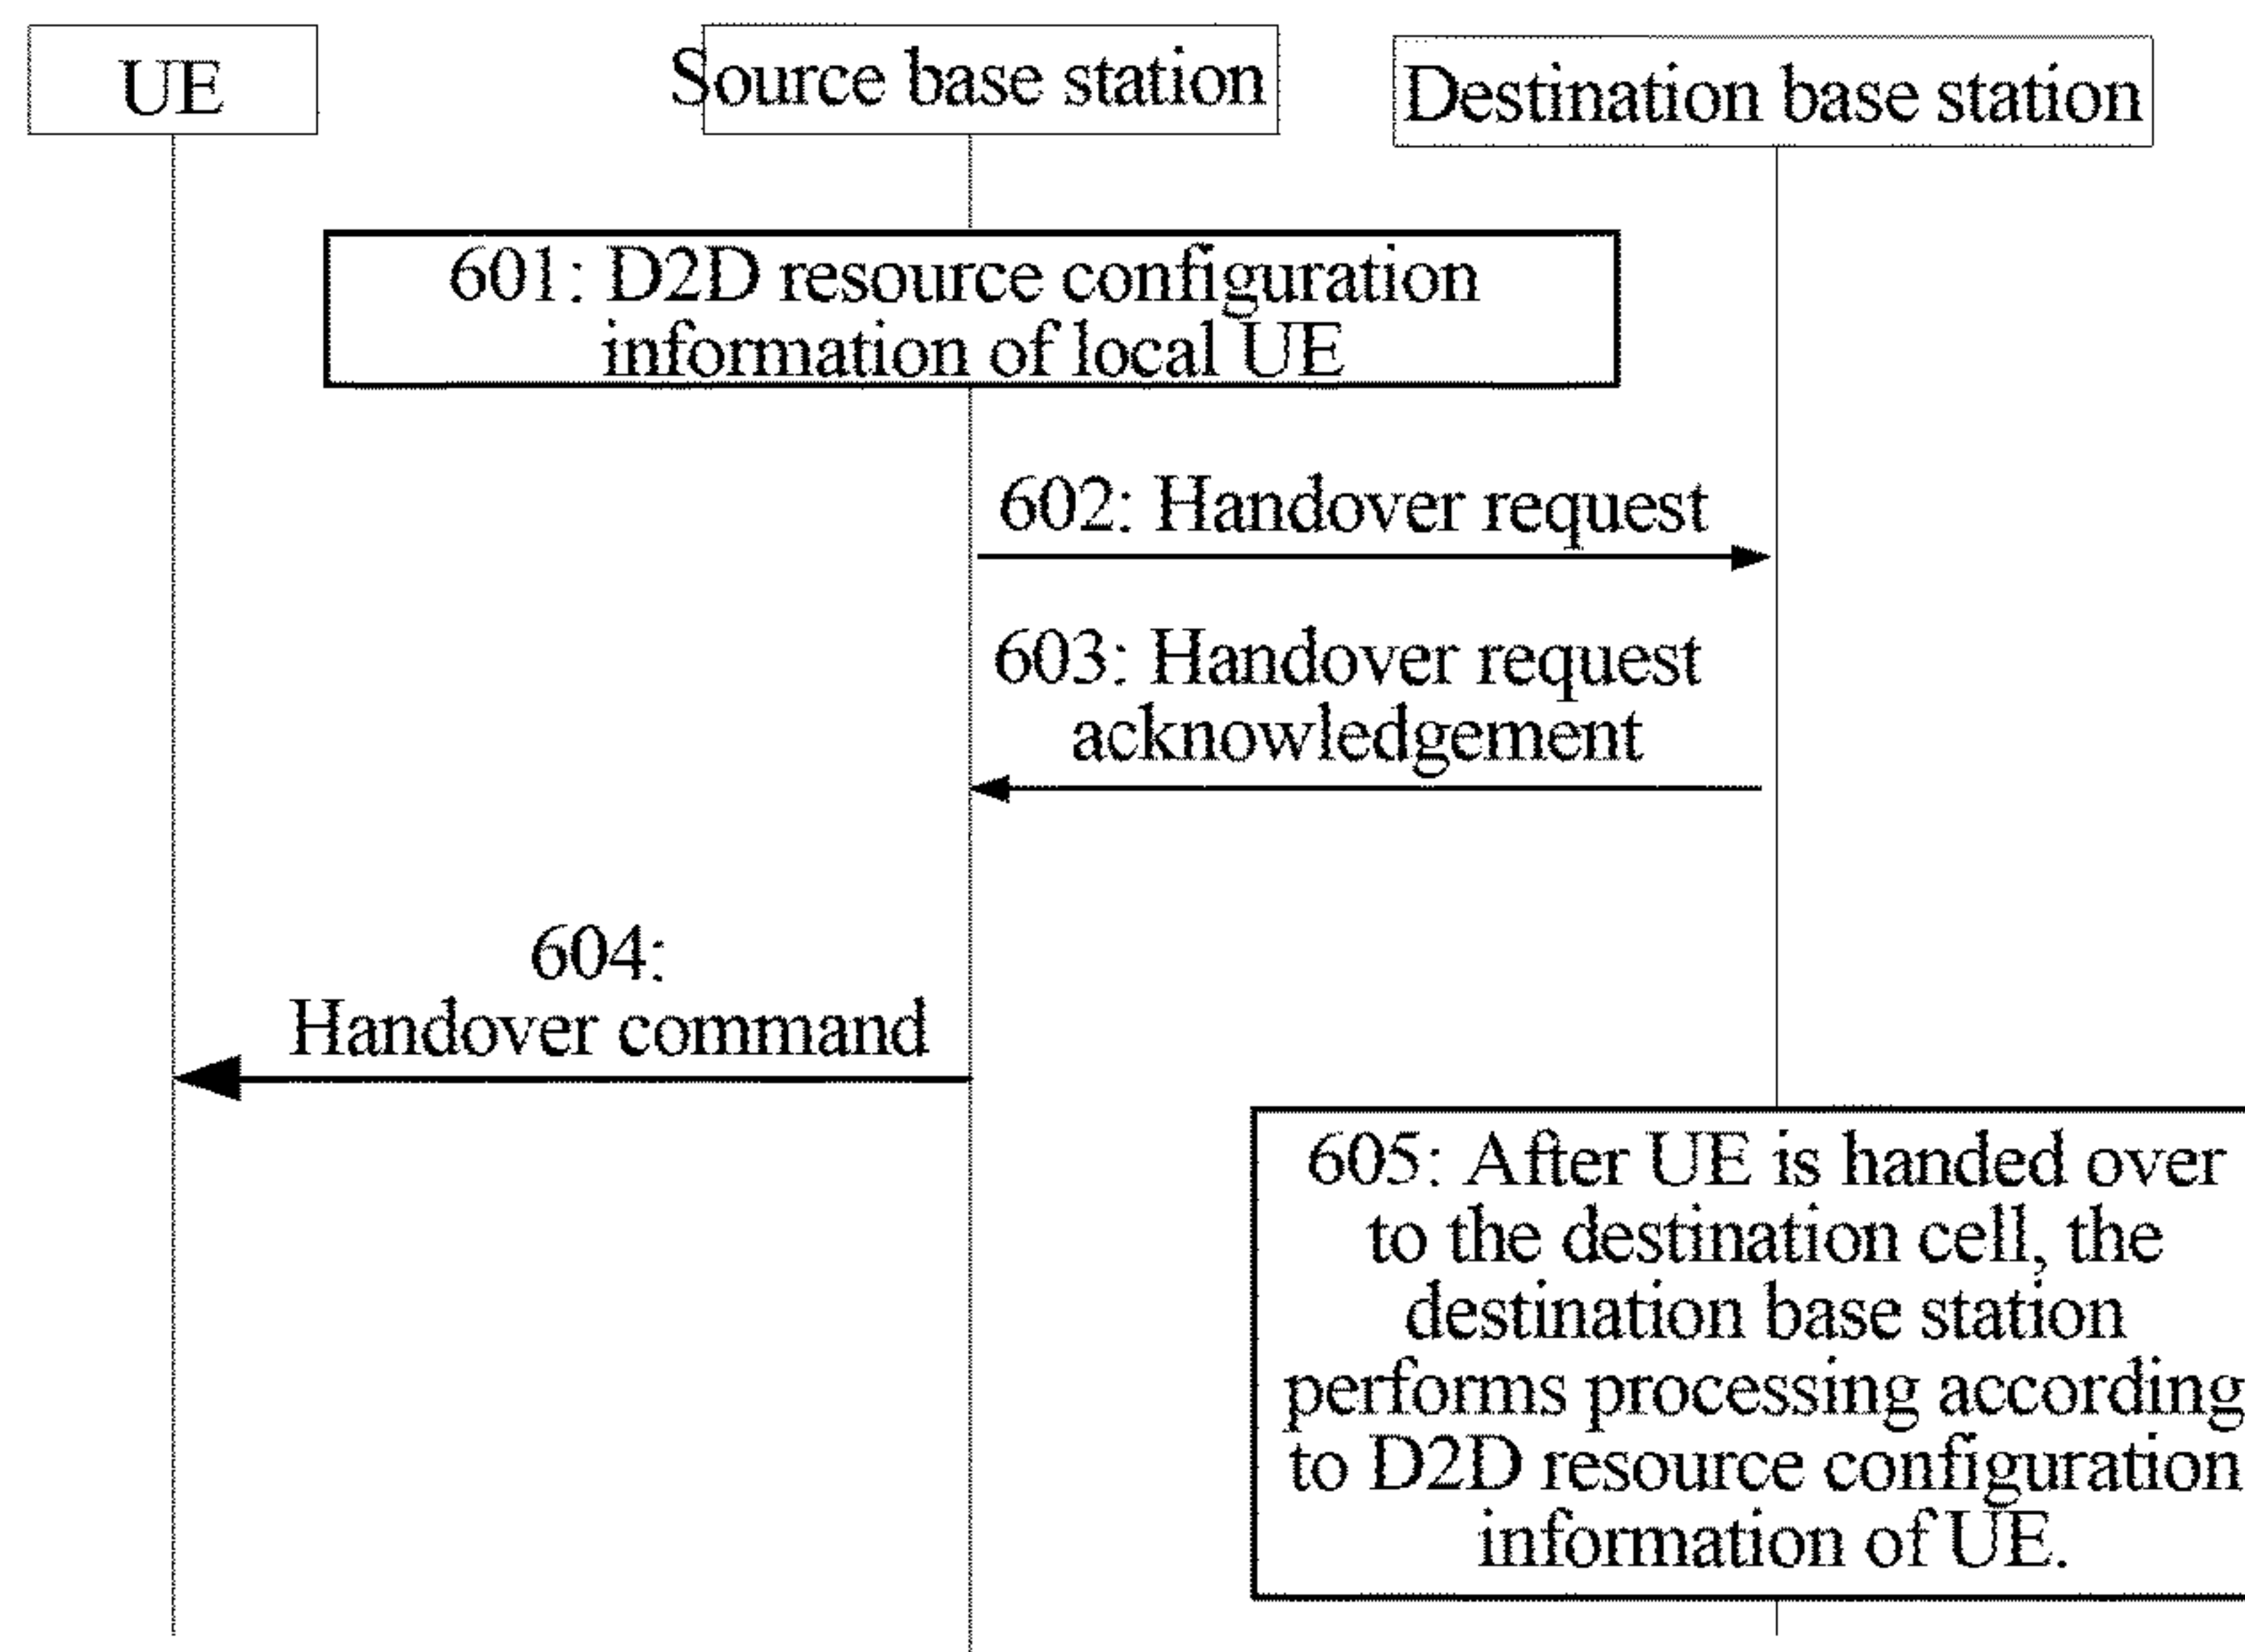 UE
Source base station
Destination base station
601: D2D resource configuration
information of local UE
602: Handover request
603: Handover request
acknowledgement
604:
Handover command
605: After UE is handed over
to the destination cell, the
destination base station
performs processing according
to D2D resource configuration
information of UE.